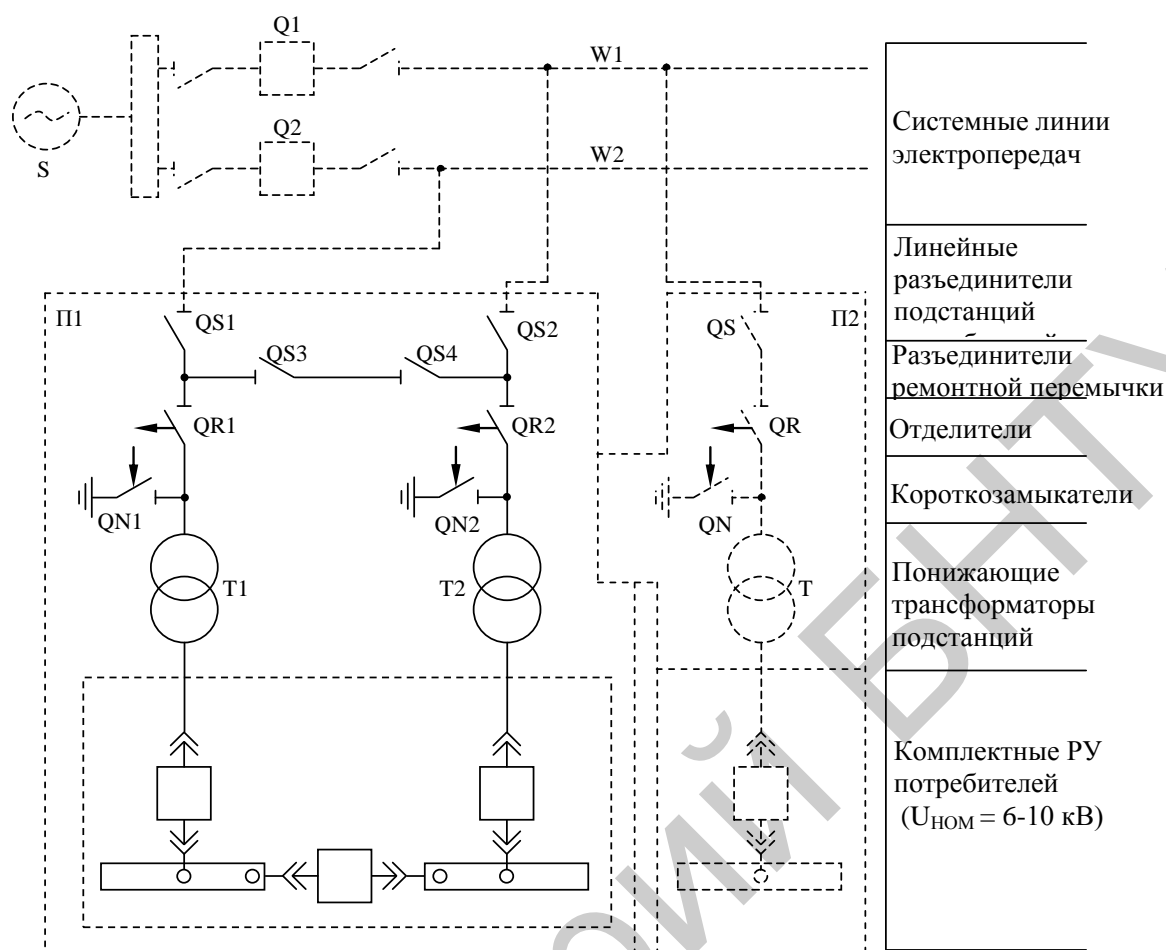 Q1
W1
Q2
W2
S
Системные линии
электропередач
Линейные
разъединители
подстанций
П1
QS1
QS2
QS
П2
QS3
QS4
Разъединители
ремонтной перемычки
QR1
QR2
QR
Отделители
QN1
QN2
QN
Короткозамыкатели
T1
T2
T
Понижающие
трансформаторы
подстанций
Комплектные РУ
потребителей
(UНОМ = 6-10 кВ)
ОЙ БНТУ